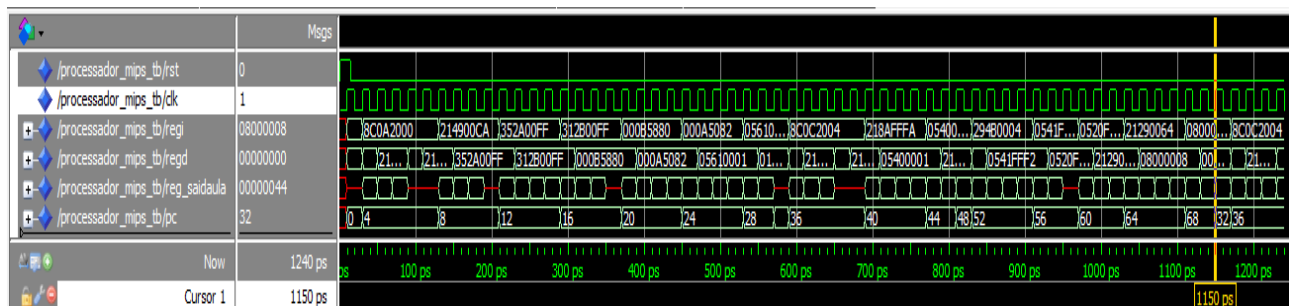 Msgs
/processador_mips_tb/rst 0
/processador_mips_tb/clk 1
/processador_mips_tb/regi 08000008 8C0A2000 214900CA 352A00FF 312B00FF 000B5880 000A5082 05610... 8C0C2004 218AFFFA 05400... 294B0004 0541F... 0520F... 21290064 08000... 8C0C2004
/processador_mips_tb/regd 00000000 21... 21... 352A00FF 312B00FF 000B5880 000A5082 05610001 01... 21... 21... 05400001 21... 0541FFF2 0520F... 21290... 08000008 00... 21...
/processador_mips_tb/reg_saidaula 00000044
/processador_mips_tb/pc 32 0 4 8 12 16 20 24 28 36 40 44 48 52 56 60 64 68 32 36
Now 1240 ps ps 100 ps 200 ps 300 ps 400 ps 500 ps 600 ps 700 ps 800 ps 900 ps 1000 ps 1100 ps 1200 ps
Cursor 1 1150 ps 1150 ps